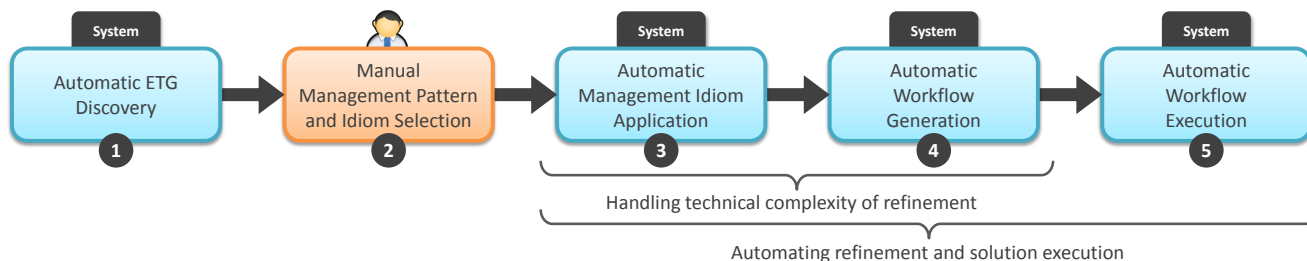 System
Automatic ETG
Discovery
1
Manual
Management Pattern
and Idiom Selection
2
System
Automatic
Management Idiom
Application
3
System
Automatic
Workflow
Generation
4
System
Automatic
Workflow
Execution
5
Handling technical complexity of refinement
Automating refinement and solution execution